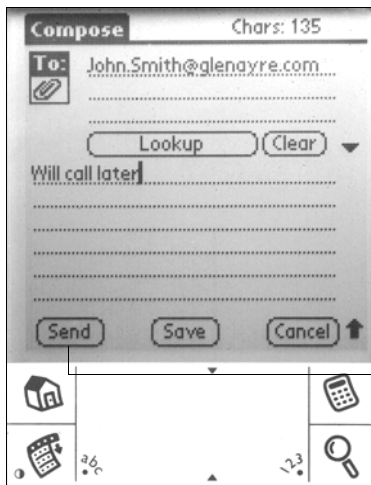 Compose Chars: 135
To: John.Smith@glenayre.com
Lookup Clear
Will call later
Send Save Cancel
abc 123